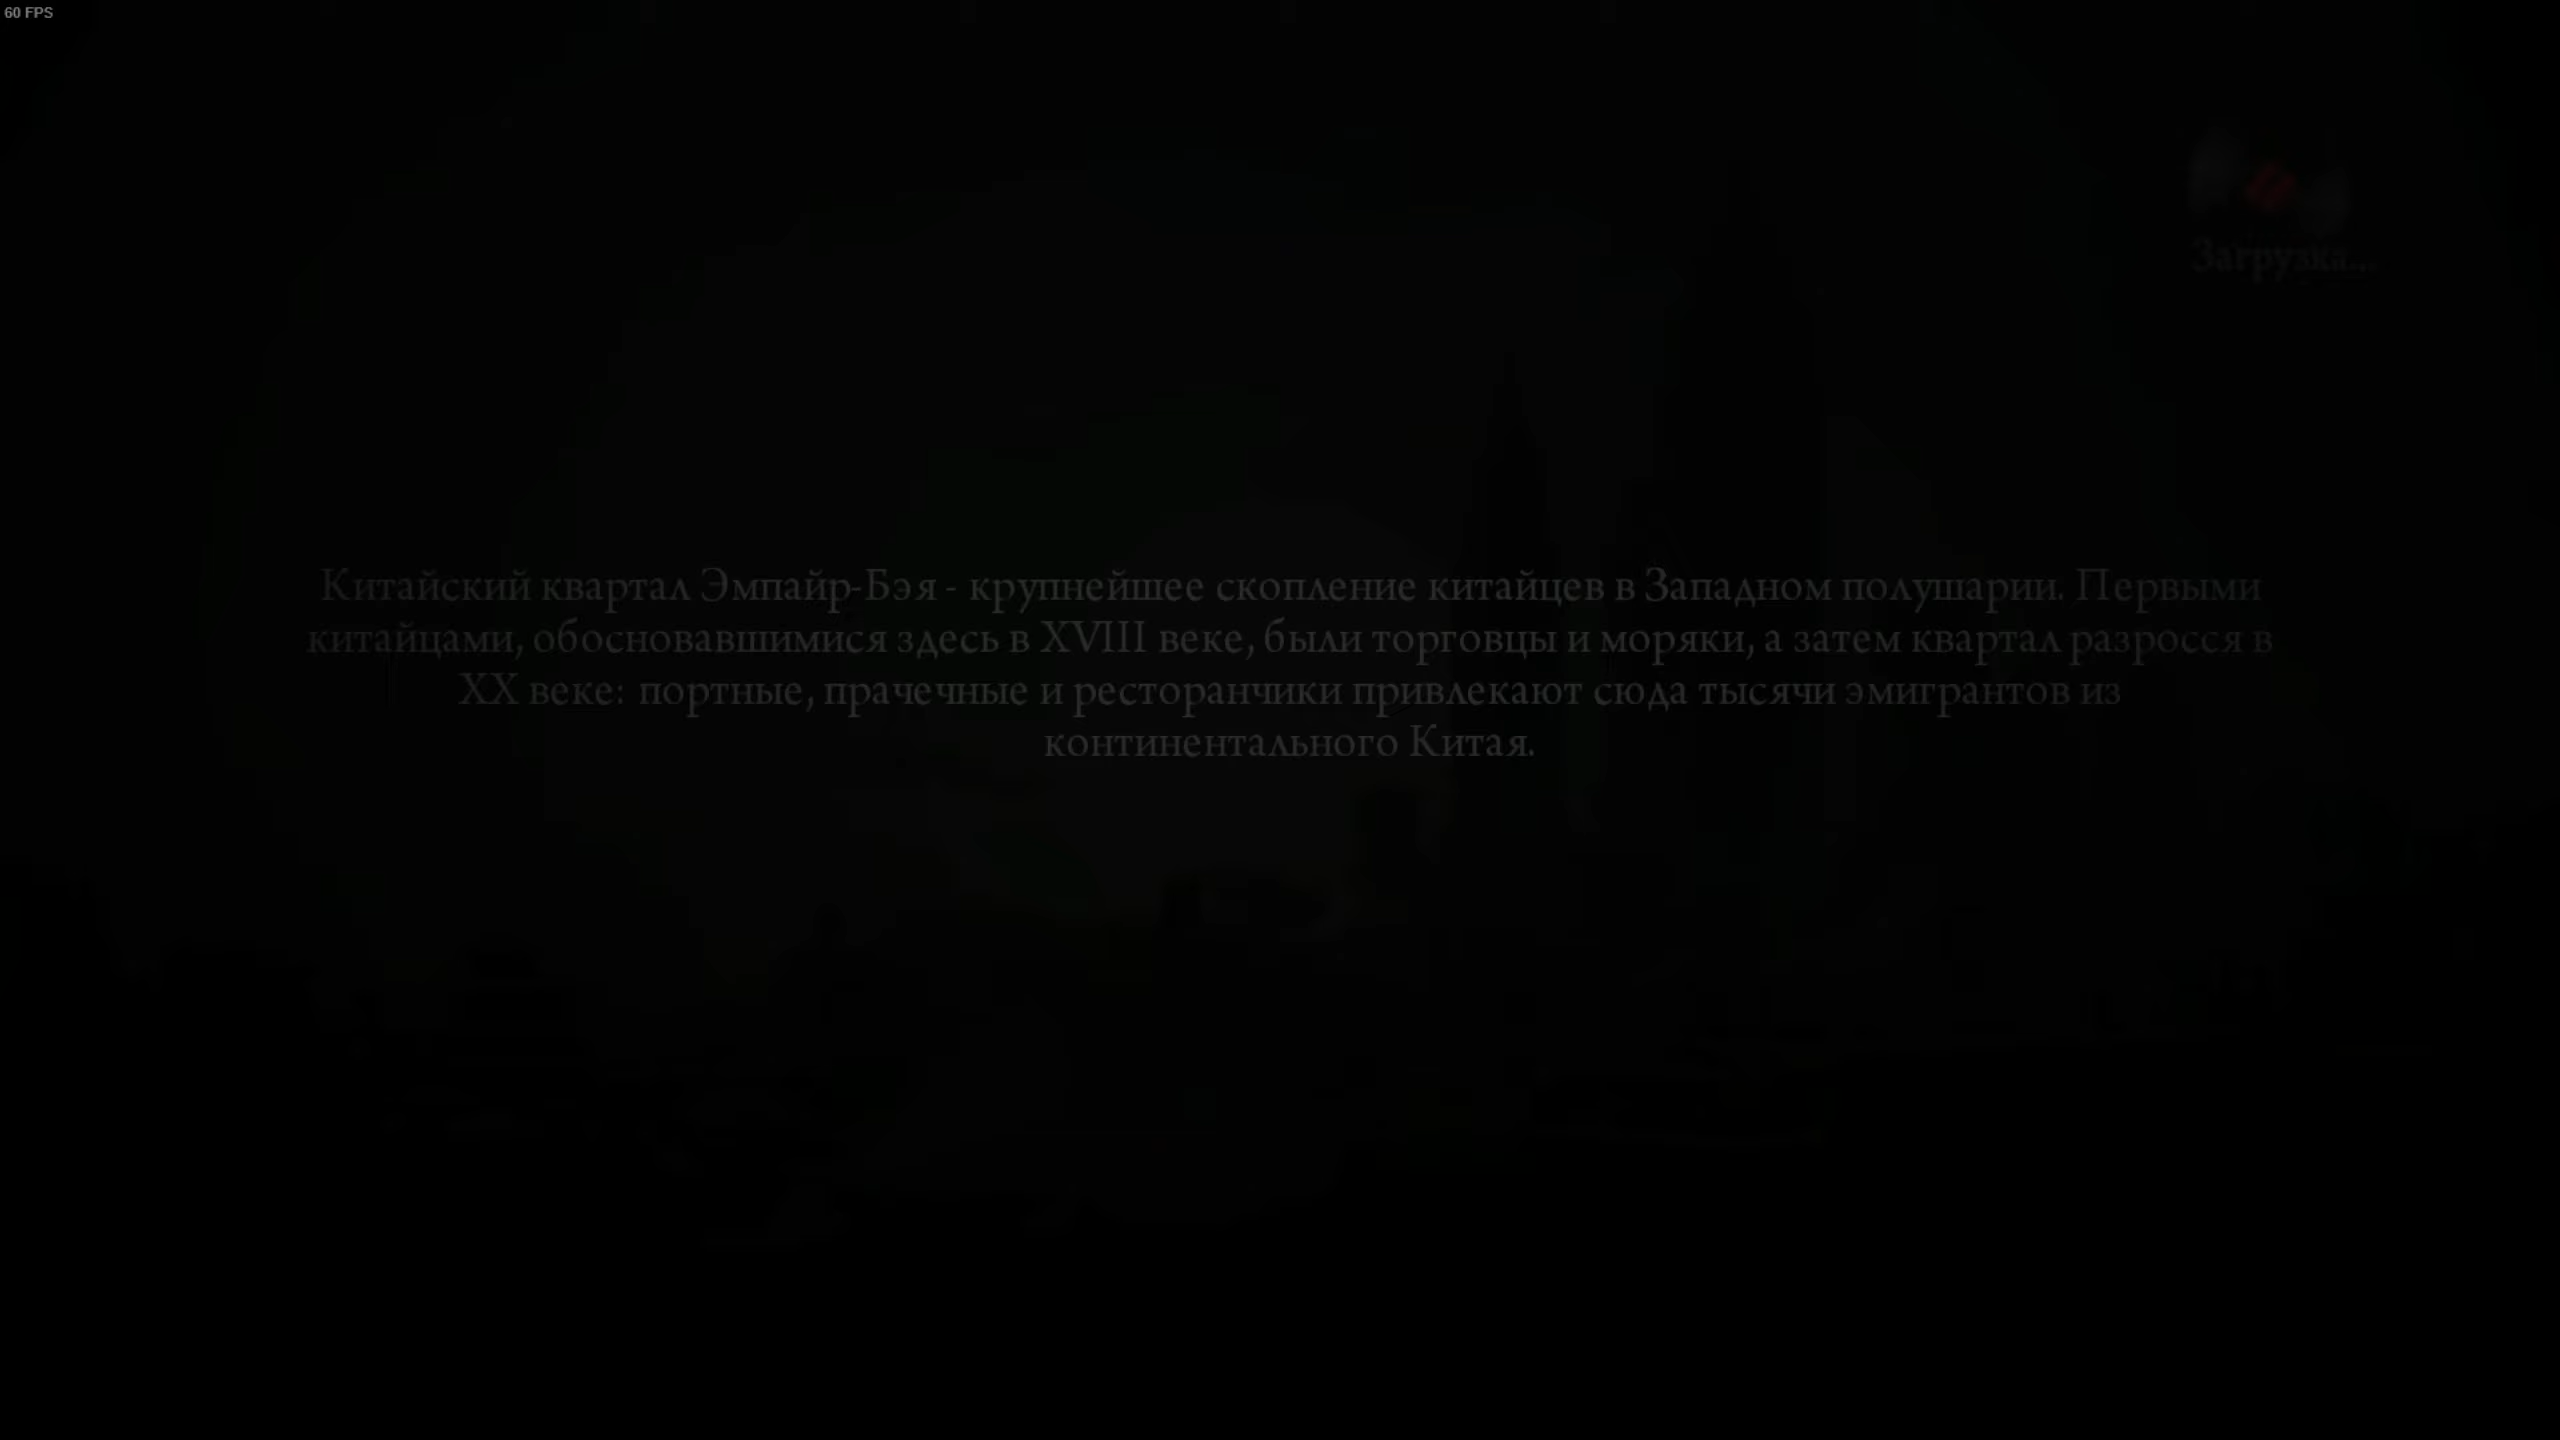 60 FPS
Загрузка...
Китайский квартал Эмпайр-Бэя - крупнейшее скопление китайцев в Западном полушарии. Первыми
китайцами, обосновавшимися здесь в XVIII веке, были торговцы и моряки, а затем квартал разросся в
XX веке: портные, прачечные и ресторанчики привлекают сюда тысячи эмигрантов из
континентального Китая.